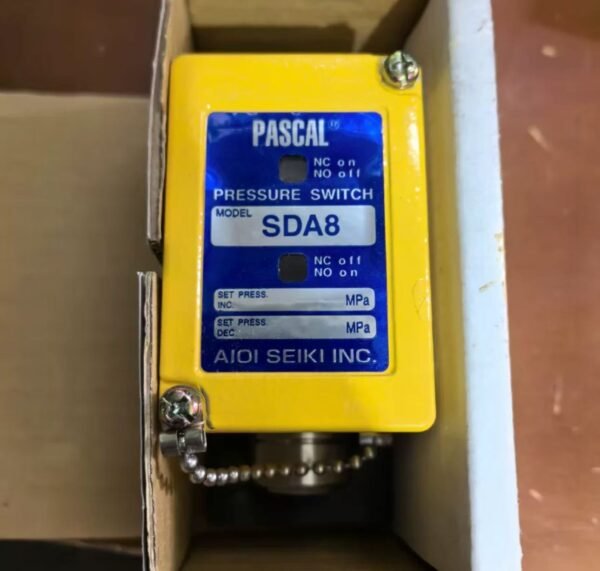 PASCAL®
NC on
NO off
PRESSURE SWITCH
MODEL SDA8
NC off
NO on
SET PRESS. INC. MPa
SET PRESS. DEC MPa
AIOI SEIKI INC.